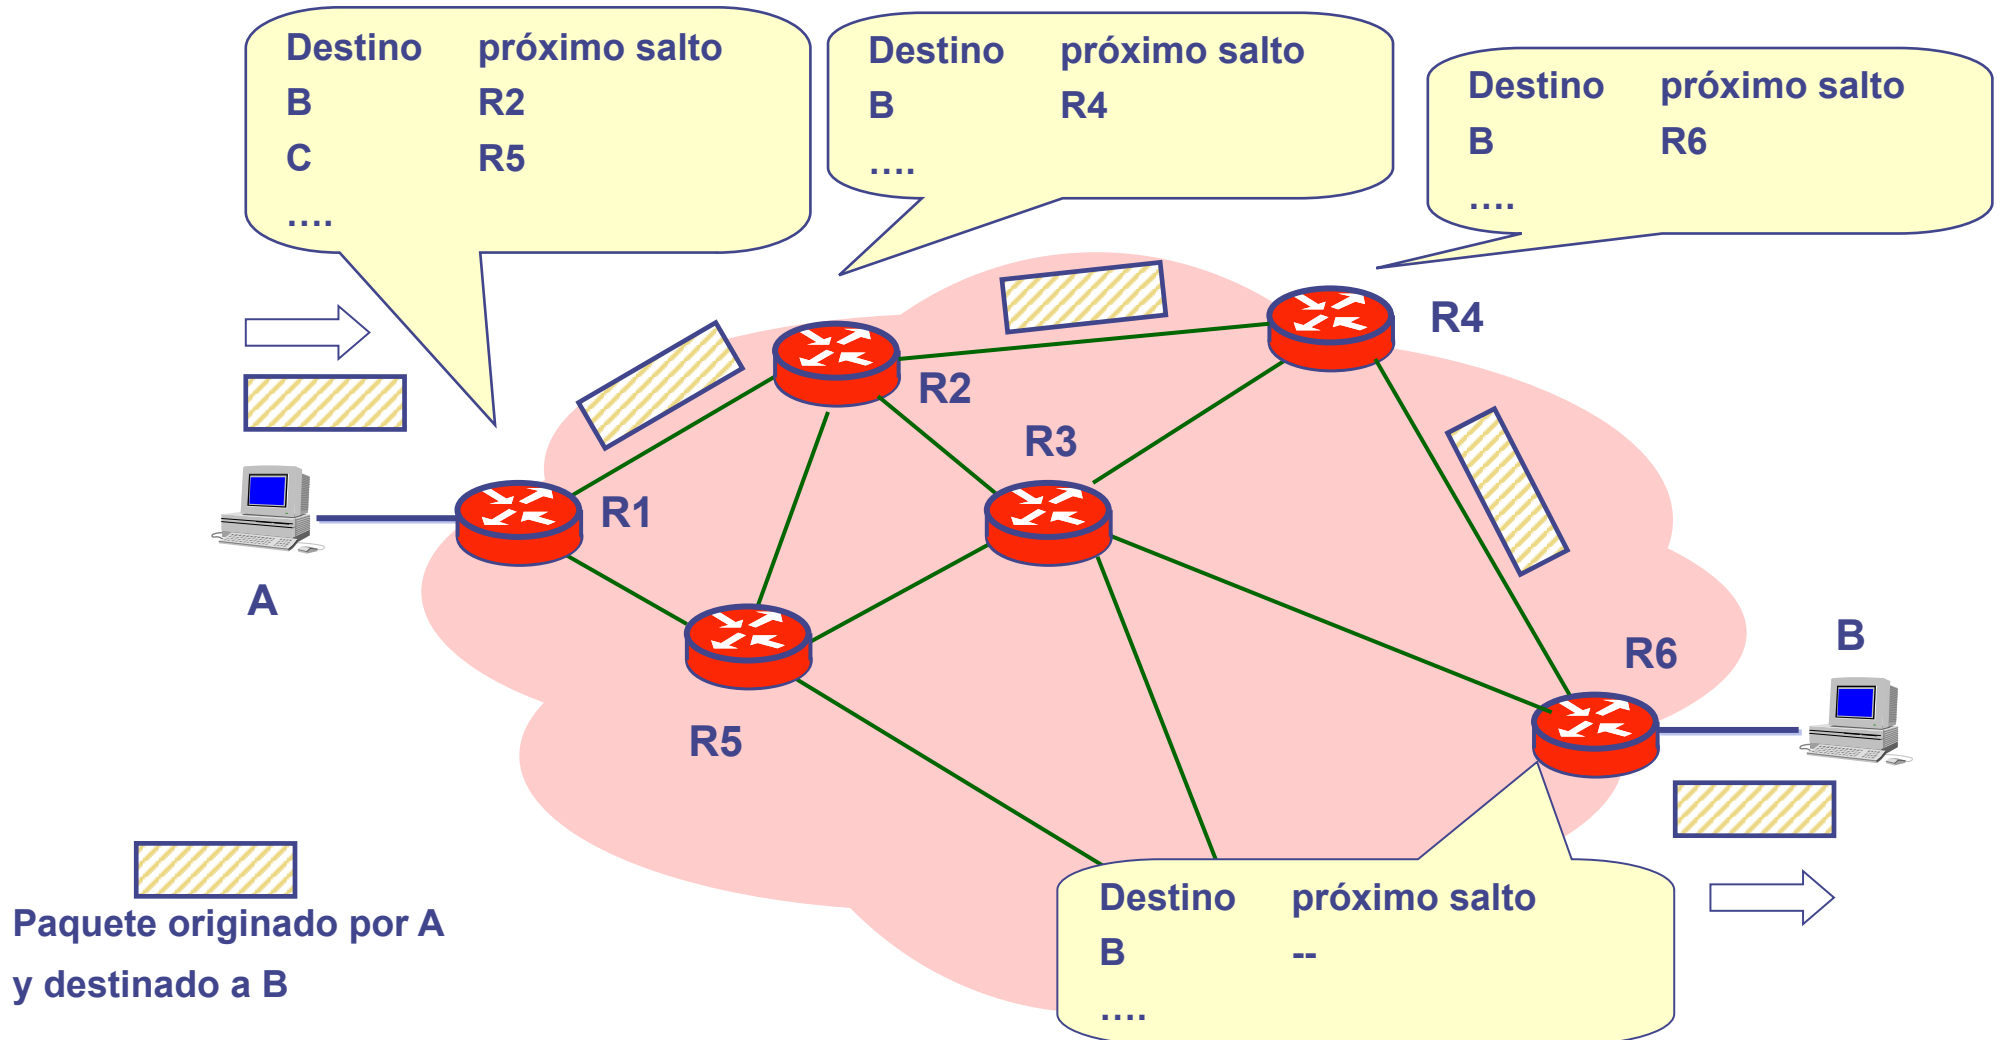 Destino próximo salto
B R2
C R5
….
Destino próximo salto
B R4
….
Destino próximo salto
B R6
….
R4
R2
R3
R1
A
B
R6
R5
Destino próximo salto
B --
….
Paquete originado por A
y destinado a B